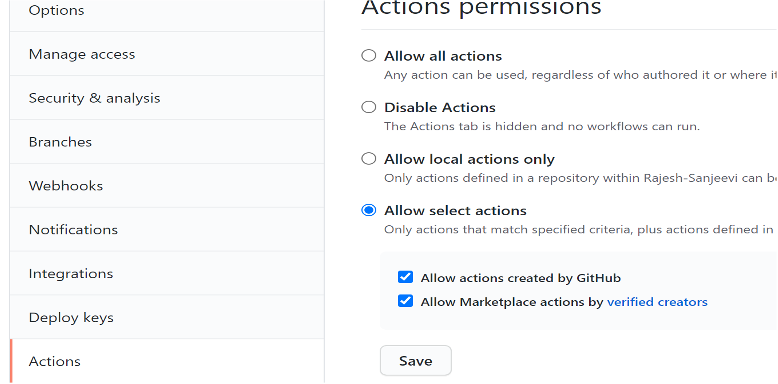 Options
Manage access
Security & analysis
Branches
Webhooks
Notifications
Integrations
Deploy keys
Actions
Actions permissions
Allow all actions
Any action can be used, regardless of who authored it or where it
Disable Actions
The Actions tab is hidden and no workflows can run.
Allow local actions only
Only actions defined in a repository within Rajesh-Sanjeevi can be
Allow select actions
Only actions that match specified criteria, plus actions defined in
Allow actions created by GitHub
Allow Marketplace actions by verified creators
Save